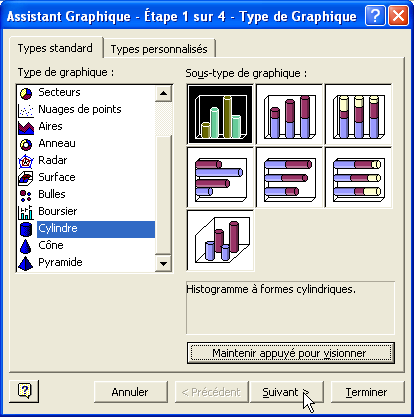 Assistant Graphique - Étape 1 sur 4 - Type de Graphique
Types standard
Types personnalisés
Type de graphique :
Sous-type de graphique :
Secteurs
Nuages de points
Aires
Anneau
Radar
Surface
Bulles
Boursier
Cylindre
Cône
Pyramide
Histogramme à formes cylindriques.
Maintenir appuyé pour visionner
Annuler
< Précédent
Suivant >
Terminer